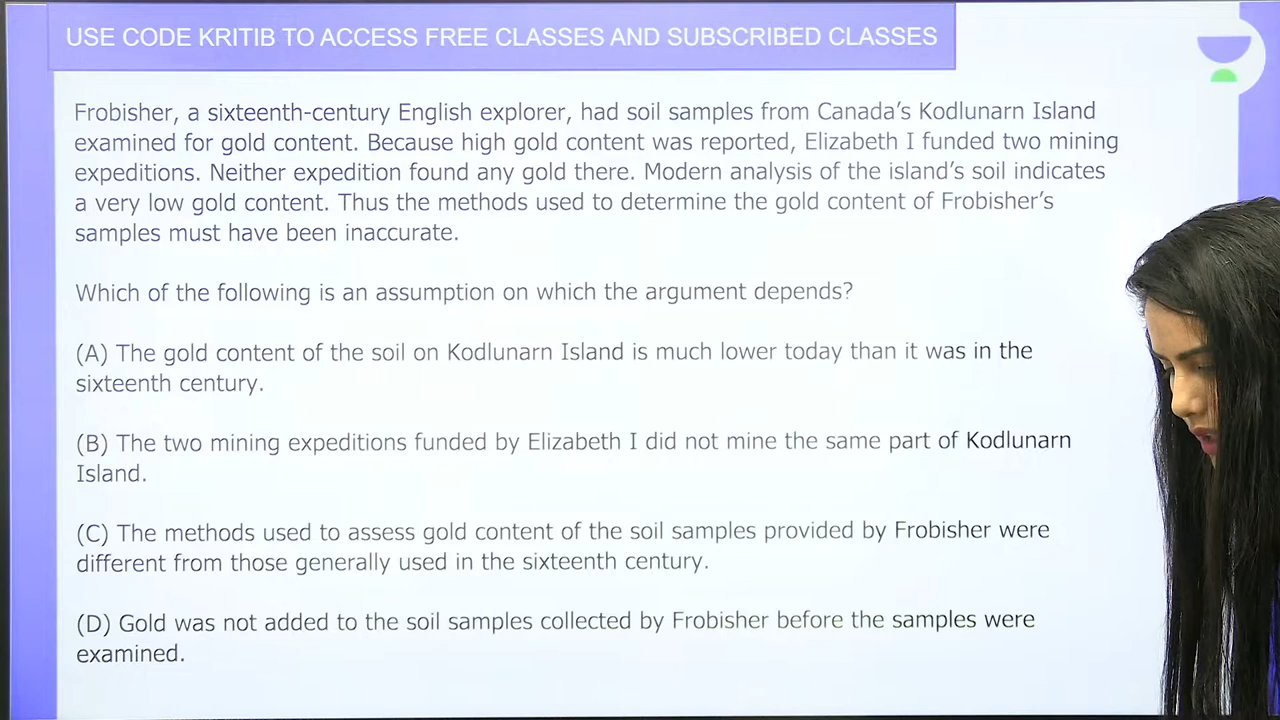 USE CODE KRITIB TO ACCESS FREE CLASSES AND SUBSCRIBED CLASSES
Frobisher, a sixteenth-century English explorer, had soil samples from Canada's Kodlunarn Island
examined for gold content. Because high gold content was reported, Elizabeth I funded two mining
expeditions. Neither expedition found any gold there. Modern analysis of the island's soil indicates
a very low gold content. Thus the methods used to determine the gold content of Frobisher's
samples must have been inaccurate.
Which of the following is an assumption on which the argument depends?
(A) The gold content of the soil on Kodlunarn Island is much lower today than it was in the
sixteenth century.
(B) The two mining expeditions funded by Elizabeth I did not mine the same part of Kodlunarn
Island.
(C) The methods used to assess gold content of the soil samples provided by Frobisher were
different from those generally used in the sixteenth century.
(D) Gold was not added to the soil samples collected by Frobisher before the samples were
examined.